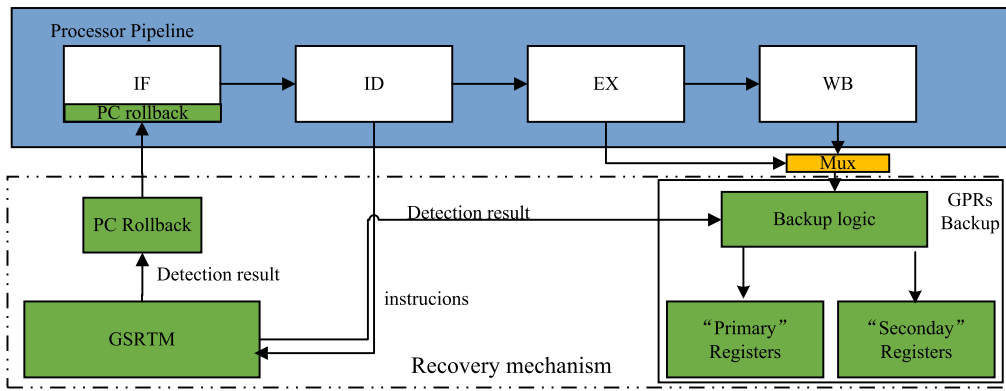 Processor Pipeline
IF
ID
EX
WB
PC rollback
Mux
PC Rollback
Detection result
Backup logic
GPRs
Backup
Detection result
instrucions
GSRTM
“Primary”
Registers
“Seconday”
Registers
Recovery mechanism